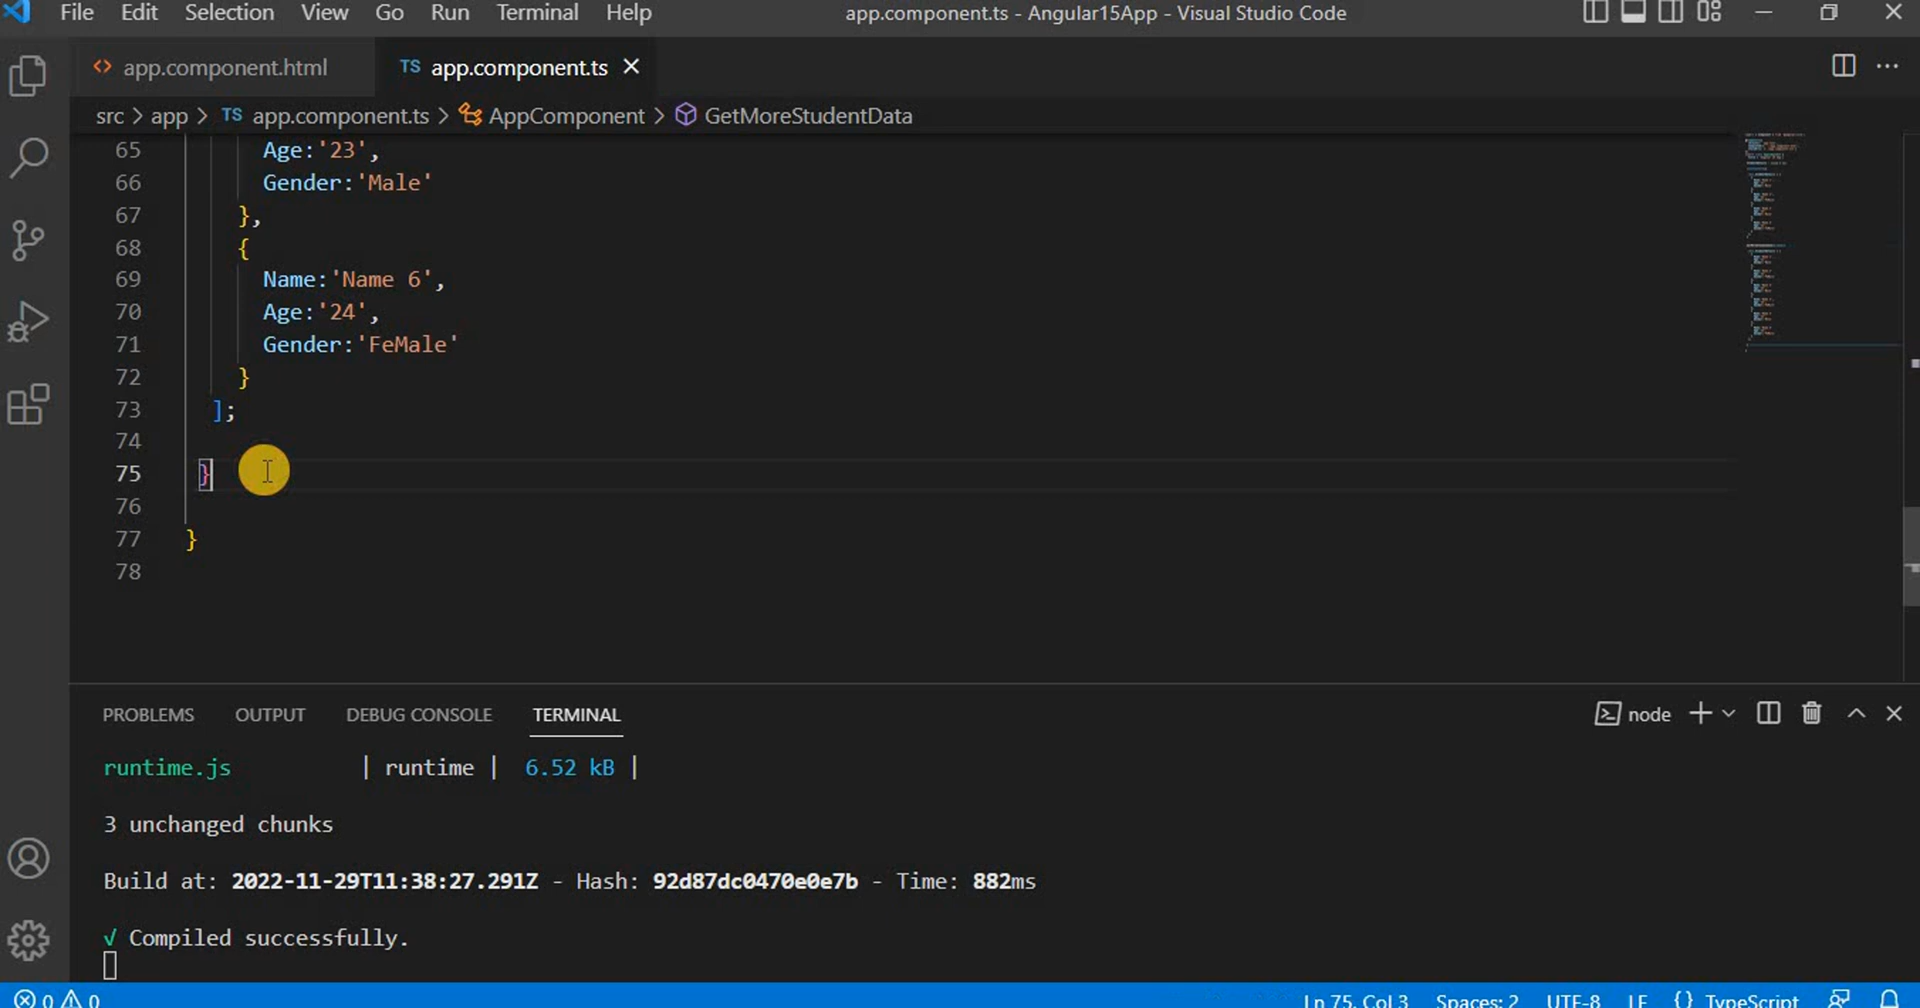 File Edit Selection View Go Run Terminal Help app.component.ts - Angular15App - Visual Studio Code
<> app.component.html TS app.component.ts ×
src > app > TS app.component.ts > AppComponent > GetMoreStudentData
65 Age:'23',
66 Gender:'Male'
67 },
68 {
69 Name:'Name 6',
70 Age:'24',
71 Gender:'FeMale'
72 }
73 ];
74
75 }
76
77 }
78
PROBLEMS OUTPUT DEBUG CONSOLE TERMINAL node
runtime.js | runtime | 6.52 kB |
3 unchanged chunks
Build at: 2022-11-29T11:38:27.291Z - Hash: 92d87dc0470e0e7b - Time: 882ms
√ Compiled successfully.
0 0 Ln 75, Col 3 Spaces: 2 UTF-8 LF {} TypeScript